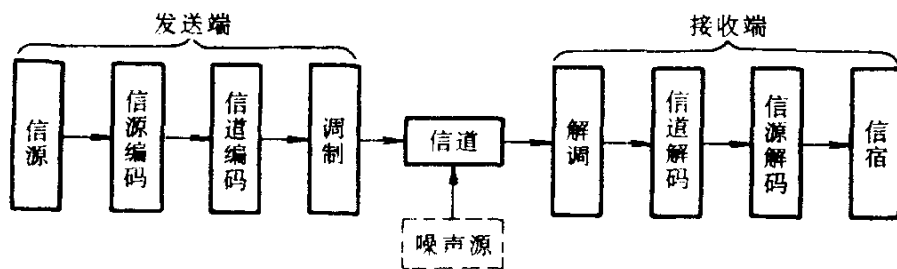 发送端
接收端
信源
信源编码
信道编码
调制
信道
解调
信道解码
信源解码
信宿
噪声源